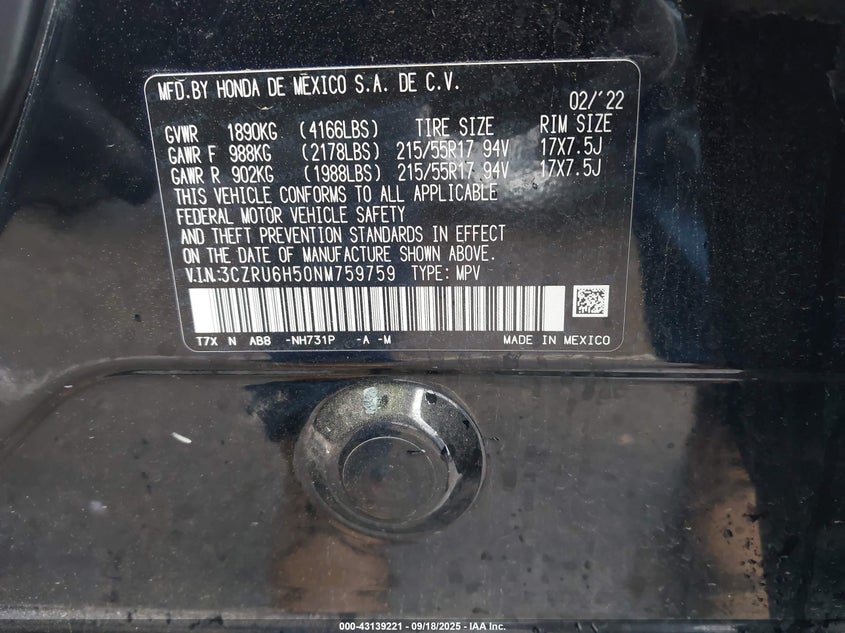 MFD.BY HONDA DE MÉXICO S.A. DE C.V.
02/'22
GVWR 1890KG (4166LBS) TIRE SIZE RIM SIZE
GAWR F 988KG (2178LBS) 215/55R17 94V 17X7.5J
GAWR R 902KG (1988LBS) 215/55R17 94V 17X7.5J
THIS VEHICLE CONFORMS TO ALL APPLICABLE
FEDERAL MOTOR VEHICLE SAFETY
AND THEFT PREVENTION STANDARDS IN EFFECT
ON THE DATE OF MANUFACTURE SHOWN ABOVE.
V.I.N.:3CZRU6H50NM759759 TYPE: MPV
T7X N AB8 -NH731P -A -M MADE IN MEXICO
000-43139221 - 09/18/2025 - IAA Inc.